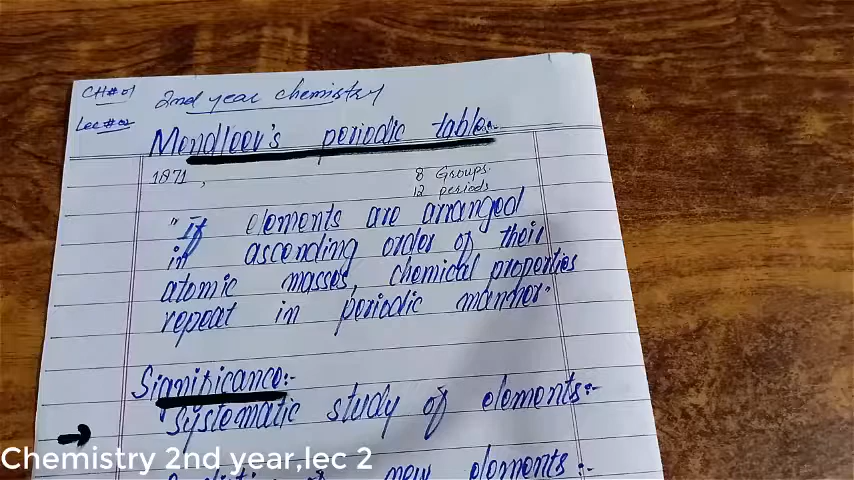 CH#01
2nd year chemistry
Lec#02
Mendleev's periodic table:-
1871,
8 Groups.
12 periods
"If elements are arranged
in ascending order of their
atomic masses, chemical properties
repeat in periodic manner.
Significance:-
Systematic study of elements:-
new elements:-
Chemistry 2nd year,lec 2